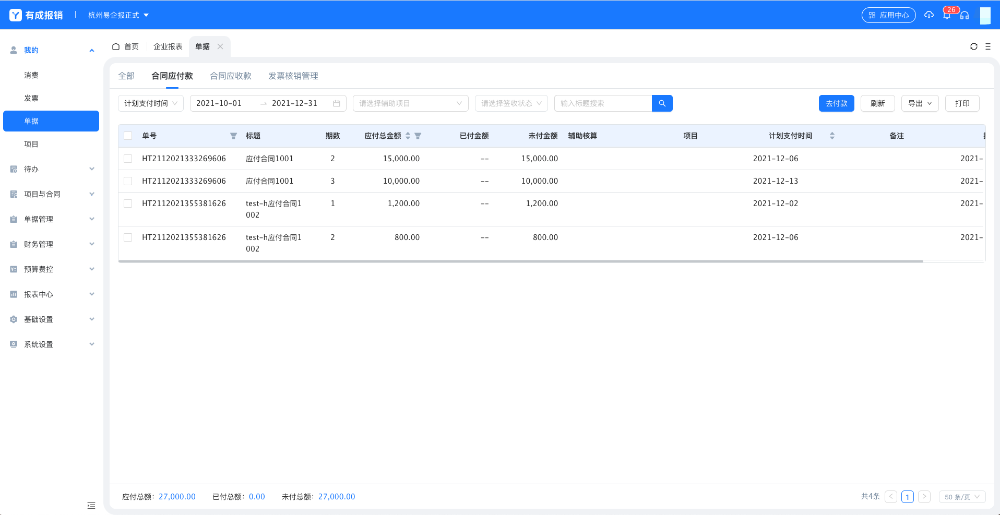 有成报销
杭州易企报正式
应用中心
26
我的
消费
发票
单据
项目
待办
项目与合同
单据管理
财务管理
预算费控
报表中心
基础设置
系统设置
首页
企业报表
单据
全部
合同应付款
合同应收款
发票核销管理
计划支付时间
2021-10-01 → 2021-12-31
请选择辅助项目
请选择签收状态
输入标题搜索
去付款
刷新
导出
打印
单号 标题 期数 应付总金额 已付金额 未付金额 辅助核算 项目 计划支付时间 备注
HT2112021333269606 应付合同1001 2 15,000.00 -- 15,000.00 2021-12-06 2021-
HT2112021333269606 应付合同1001 3 10,000.00 -- 10,000.00 2021-12-13 2021-
HT2112021355381626 test-h应付合同1 1 1,200.00 -- 1,200.00 2021-12-02 2021-
002
HT2112021355381626 test-h应付合同1 2 800.00 -- 800.00 2021-12-06 2021-
002
应付总额：27,000.00 已付总额：0.00 未付总额：27,000.00
共4条 < 1 > 50 条/页